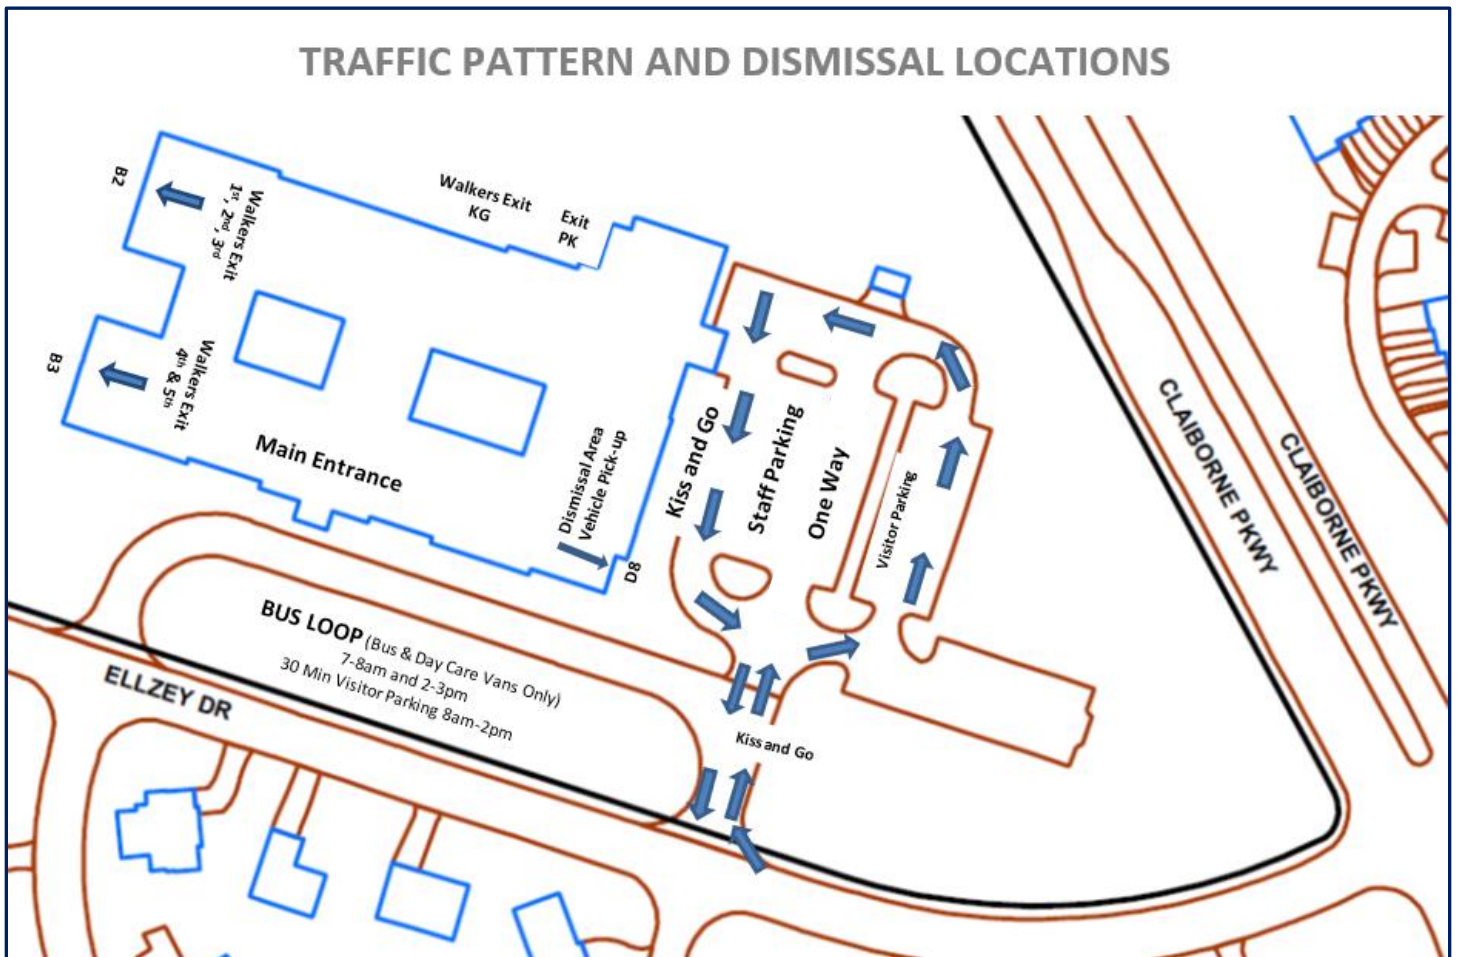 TRAFFIC PATTERN AND DISMISSAL LOCATIONS
B2
Walkers Exit
1st, 2nd, 3rd
Walkers Exit
KG
Exit
PK
B3
Walkers Exit
4th & 5th
Main Entrance
Dismissal Area
Vehicle Pick-up
D8
Kiss and Go
Staff Parking
One Way
Visitor Parking
CLAIBORNE PKWY
CLAIBORNE PKWY
BUS LOOP (Bus & Day Care Vans Only)
7-8am and 2-3pm
30 Min Visitor Parking 8am-2pm
ELLZEY DR
Kiss and Go